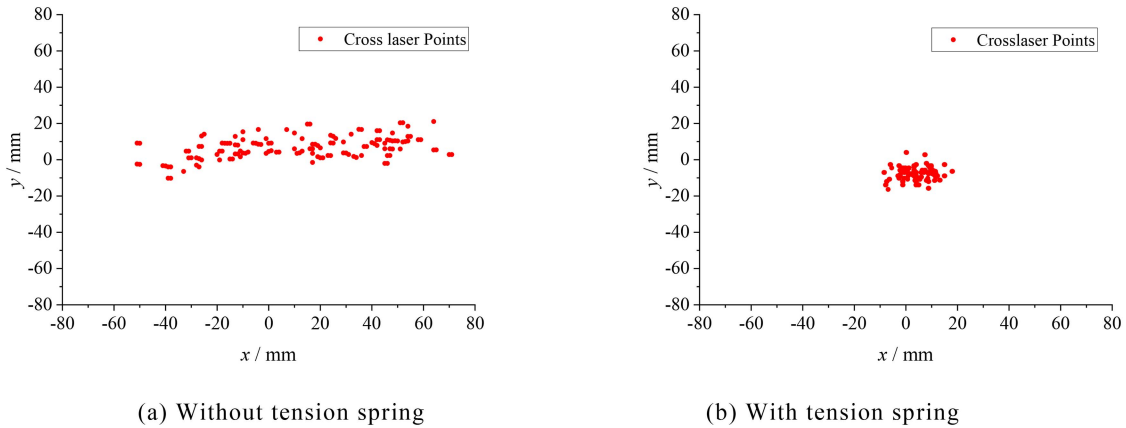 80
60
40
20
0
-20
-40
-60
-80
-80 -60 -40 -20 0 20 40 60 80
y / mm
x / mm
Cross laser Points
(a) Without tension spring
80
60
40
20
0
-20
-40
-60
-80
-80 -60 -40 -20 0 20 40 60 80
y / mm
x / mm
Crosslaser Points
(b) With tension spring